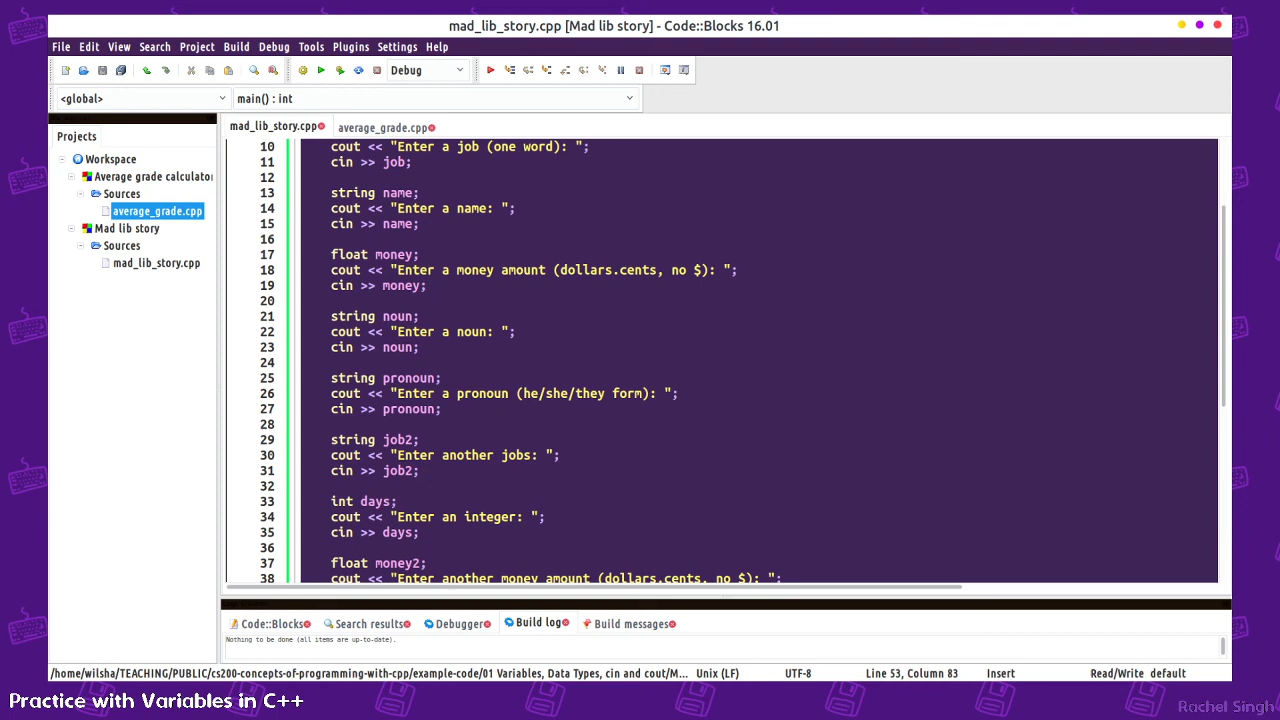 mad_lib_story.cpp [Mad lib story] - Code::Blocks 16.01
File Edit View Search Project Build Debug Tools Plugins Settings Help
Debug
<global> main() : int
Projects
Workspace
Average grade calculator
Sources
average_grade.cpp
Mad lib story
Sources
mad_lib_story.cpp
mad_lib_story.cpp average_grade.cpp
10 cout << "Enter a job (one word): ";
11 cin >> job;
12
13 string name;
14 cout << "Enter a name: ";
15 cin >> name;
16
17 float money;
18 cout << "Enter a money amount (dollars.cents, no $): ";
19 cin >> money;
20
21 string noun;
22 cout << "Enter a noun: ";
23 cin >> noun;
24
25 string pronoun;
26 cout << "Enter a pronoun (he/she/they form): ";
27 cin >> pronoun;
28
29 string job2;
30 cout << "Enter another jobs: ";
31 cin >> job2;
32
33 int days;
34 cout << "Enter an integer: ";
35 cin >> days;
36
37 float money2;
38 cout << "Enter another money amount (dollars.cents, no $): ";
Code::Blocks Search results Debugger Build log Build messages
Nothing to be done (all items are up-to-date).
/home/wilsha/TEACHING/PUBLIC/cs200-concepts-of-programming-with-cpp/example-code/01 Variables, Data Types, cin and cout/M... Unix (LF) UTF-8 Line 53, Column 83 Insert Read/Write default
Practice with Variables in C++
Rachel Singh